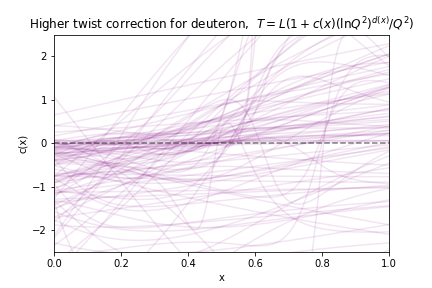 Higher twist correction for deuteron, $T = L(1 + c(x)(\ln Q^2)^{d(x)}/Q^2)$
c(x)
2
1
0
−1
−2
0.0 0.2 0.4 0.6 0.8 1.0
x